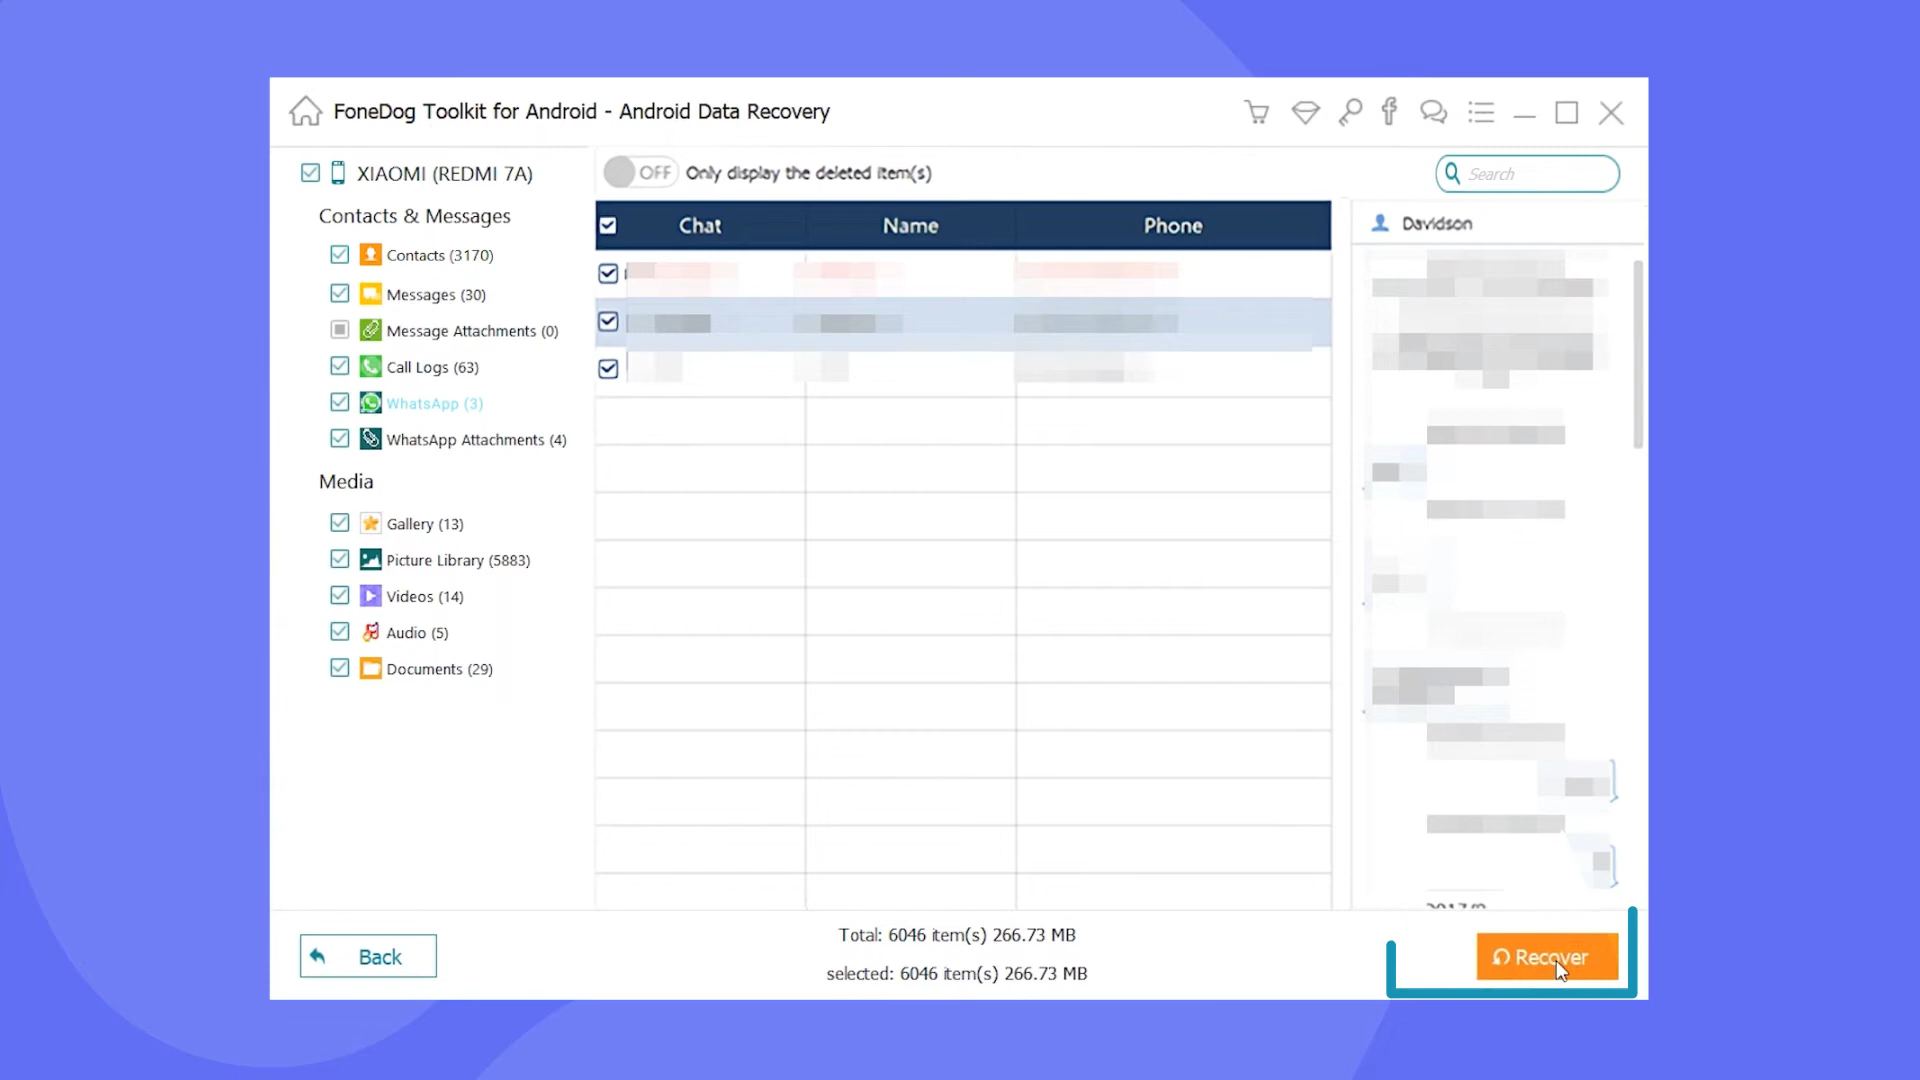 FoneDog Toolkit for Android - Android Data Recovery
XIAOMI (REDMI 7A)
OFF
Only display the deleted item(s)
Search
Contacts & Messages
Chat
Name
Phone
Davidson
Contacts (3170)
Messages (30)
Message Attachments (0)
Call Logs (63)
WhatsApp (3)
WhatsApp Attachments (4)
Media
Gallery (13)
Picture Library (5883)
Videos (14)
Audio (5)
Documents (29)
Total: 6046 item(s) 266.73 MB
Back
Recover
selected: 6046 item(s) 266.73 MB